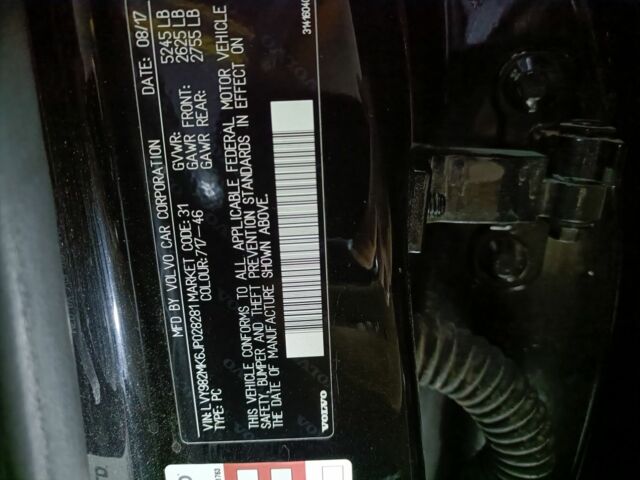 MFD BY VOLVO CAR CORPORATION DATE: 08/17
VIN: LVY982MK6JP028281 MARKET CODE: 31
TYPE: PC COLOUR: 717-46
GVWR: 5245 LB
GAWR FRONT: 2625 LB
GAWR REAR: 2755 LB
THIS VEHICLE CONFORMS TO ALL APPLICABLE FEDERAL MOTOR VEHICLE
SAFETY, BUMPER AND THEFT PREVENTION STANDARDS IN EFFECT ON
THE DATE OF MANUFACTURE SHOWN ABOVE.
VOLVO